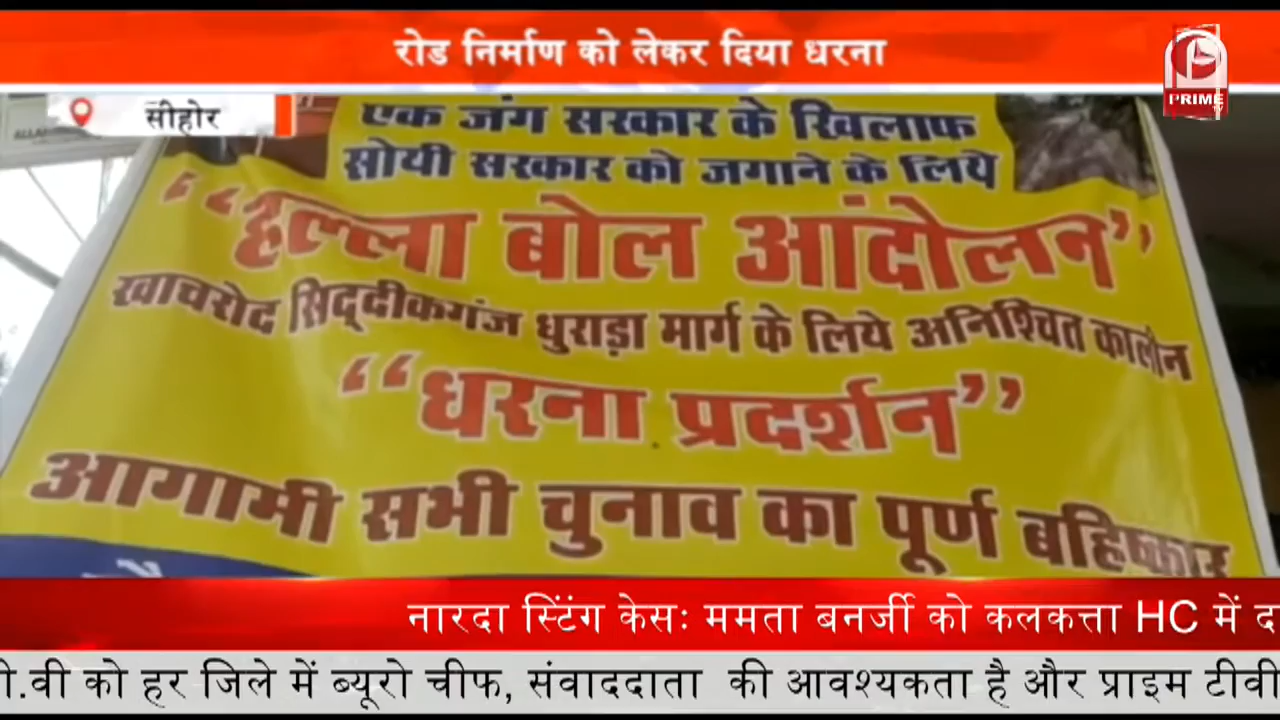 रोड निर्माण को लेकर दिया धरना
PRIME
सीहोर
एक जंग सरकार के खिलाफ
सोयी सरकार को जगाने के लिये
“हल्ला बोल आंदोलन”
खाचरोद सिद्दीकगंज धुराड़ा मार्ग के लिये अनिश्चित कालीन
“धरना प्रदर्शन”
आगामी सभी चुनाव का पूर्ण बहिष्कार
नारदा स्टिंग केसः ममता बनर्जी को कलकत्ता HC में द
ी.वी को हर जिले में ब्यूरो चीफ, संवाददाता की आवश्यकता है और प्राइम टीवी